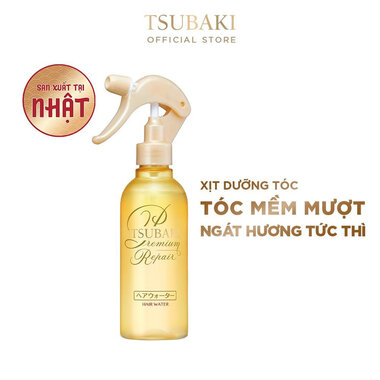 TSUBAKI
OFFICIAL STORE
SẢN XUẤT TẠI
NHẬT
TSUBAKI
Premium
Repair
ヘアウォーター
HAIR WATER
XỊT DƯỠNG TÓC
TÓC MỀM MƯỢT
NGÁT HƯƠNG TỨC THÌ